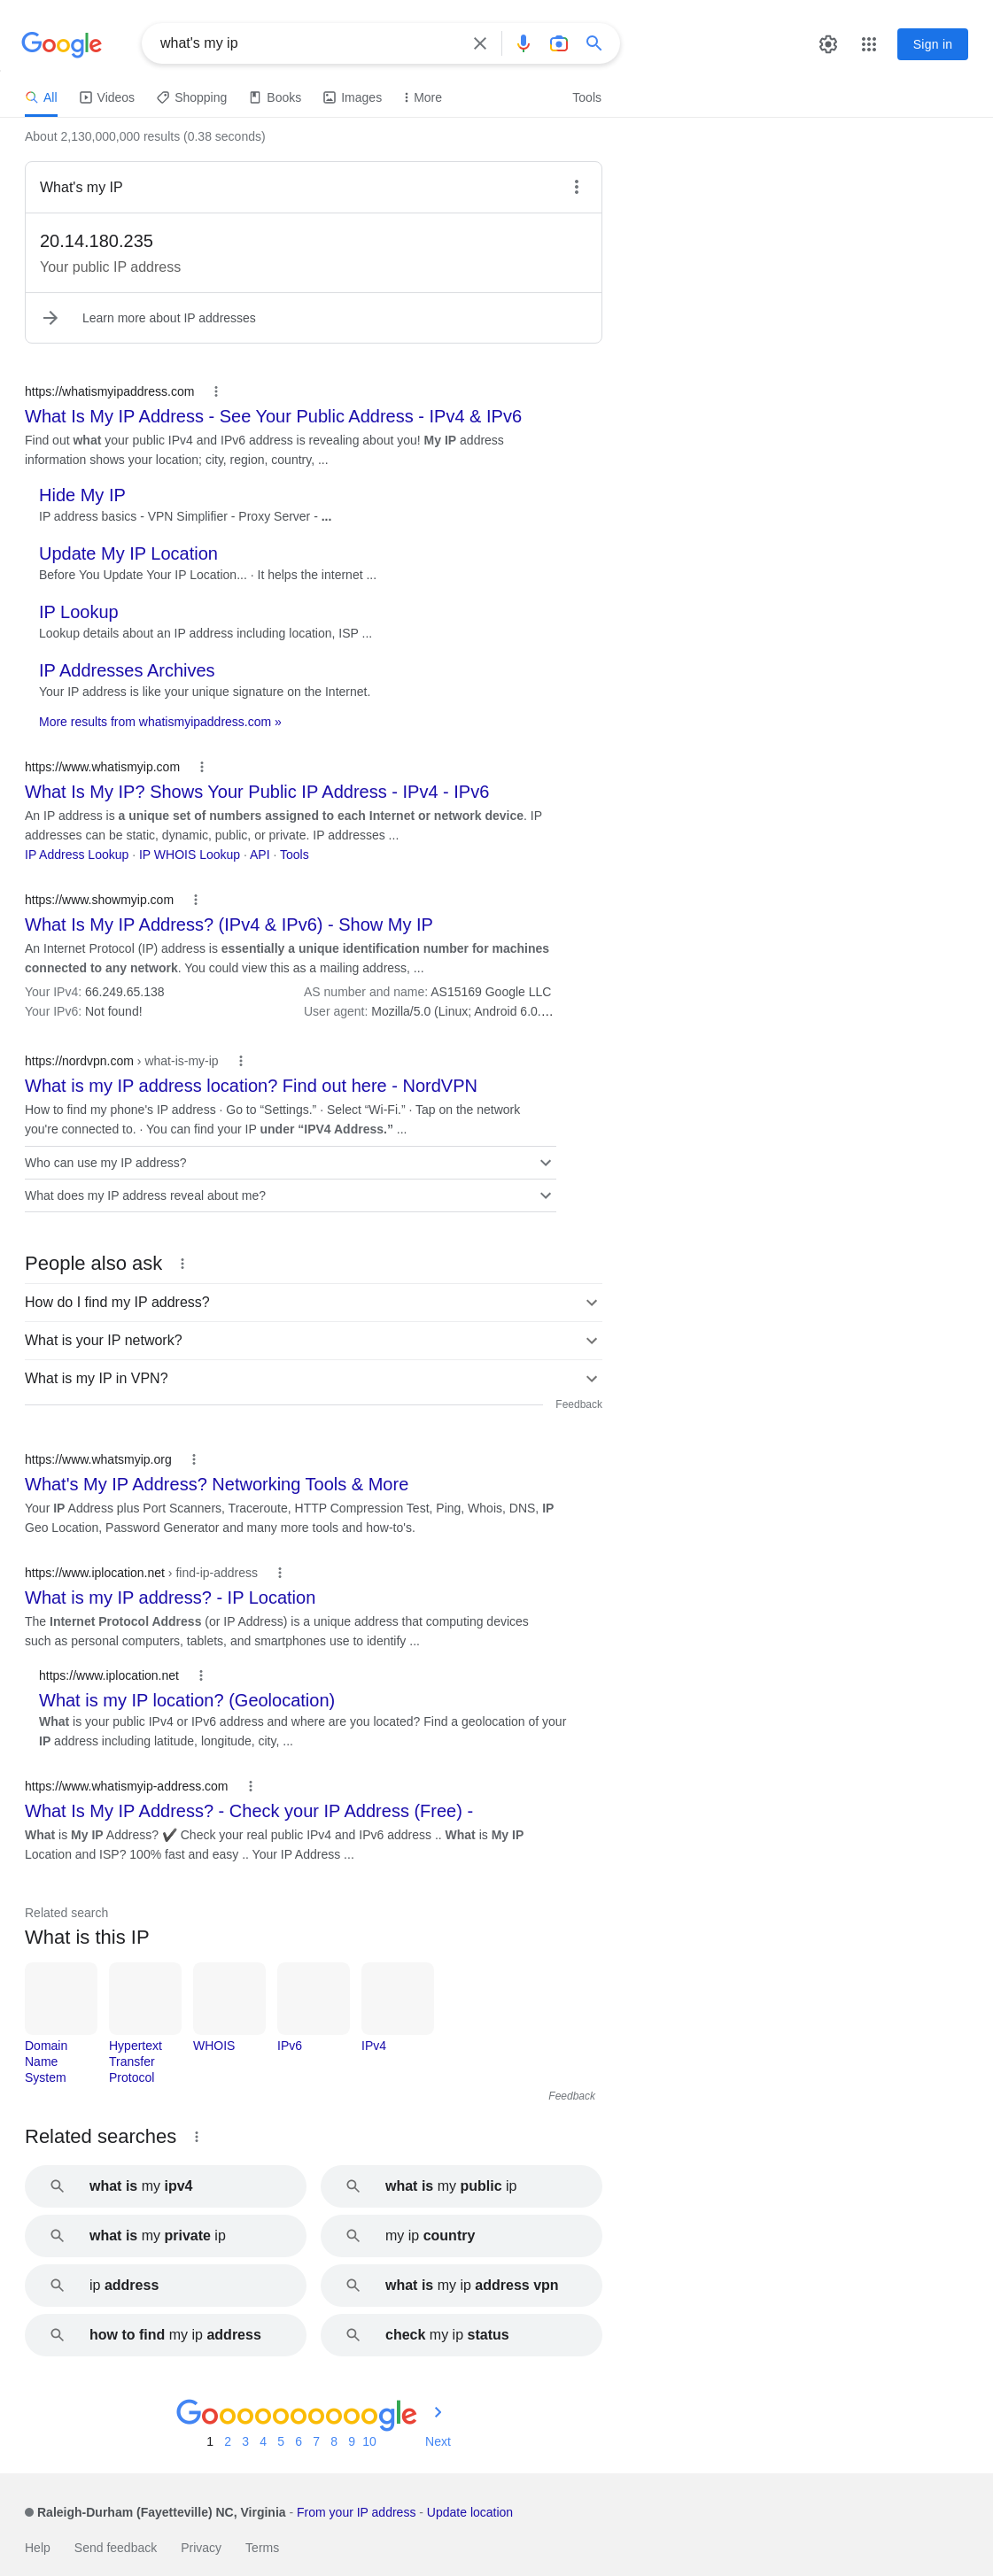 Google
what's my ip
Sign in
All Videos Shopping Books Images More Tools
About 2,130,000,000 results (0.38 seconds)
What's my IP
20.14.180.235
Your public IP address
Learn more about IP addresses
https://whatismyipaddress.com
What Is My IP Address - See Your Public Address - IPv4 & IPv6
Find out what your public IPv4 and IPv6 address is revealing about you! My IP address
information shows your location; city, region, country, ...
Hide My IP
IP address basics - VPN Simplifier - Proxy Server - ...
Update My IP Location
Before You Update Your IP Location... · It helps the internet ...
IP Lookup
Lookup details about an IP address including location, ISP ...
IP Addresses Archives
Your IP address is like your unique signature on the Internet.
More results from whatismyipaddress.com »
https://www.whatismyip.com
What Is My IP? Shows Your Public IP Address - IPv4 - IPv6
An IP address is a unique set of numbers assigned to each Internet or network device. IP
addresses can be static, dynamic, public, or private. IP addresses ...
IP Address Lookup · IP WHOIS Lookup · API · Tools
https://www.showmyip.com
What Is My IP Address? (IPv4 & IPv6) - Show My IP
An Internet Protocol (IP) address is essentially a unique identification number for machines
connected to any network. You could view this as a mailing address, ...
Your IPv4: 66.249.65.138 AS number and name: AS15169 Google LLC
Your IPv6: Not found! User agent: Mozilla/5.0 (Linux; Android 6.0....
https://nordvpn.com › what-is-my-ip
What is my IP address location? Find out here - NordVPN
How to find my phone's IP address · Go to “Settings.” · Select “Wi-Fi.” · Tap on the network
you're connected to. · You can find your IP under “IPV4 Address.” ...
Who can use my IP address?
What does my IP address reveal about me?
People also ask
How do I find my IP address?
What is your IP network?
What is my IP in VPN?
Feedback
https://www.whatsmyip.org
What's My IP Address? Networking Tools & More
Your IP Address plus Port Scanners, Traceroute, HTTP Compression Test, Ping, Whois, DNS, IP
Geo Location, Password Generator and many more tools and how-to's.
https://www.iplocation.net › find-ip-address
What is my IP address? - IP Location
The Internet Protocol Address (or IP Address) is a unique address that computing devices
such as personal computers, tablets, and smartphones use to identify ...
https://www.iplocation.net
What is my IP location? (Geolocation)
What is your public IPv4 or IPv6 address and where are you located? Find a geolocation of your
IP address including latitude, longitude, city, ...
https://www.whatismyip-address.com
What Is My IP Address? - Check your IP Address (Free) -
What is My IP Address? ✔️ Check your real public IPv4 and IPv6 address .. What is My IP
Location and ISP? 100% fast and easy .. Your IP Address ...
Related search
What is this IP
Domain Name System
Hypertext Transfer Protocol
WHOIS
IPv6
IPv4
Feedback
Related searches
what is my ipv4
what is my public ip
what is my private ip
my ip country
ip address
what is my ip address vpn
how to find my ip address
check my ip status
Goooooooooogle
1 2 3 4 5 6 7 8 9 10 Next
Raleigh-Durham (Fayetteville) NC, Virginia - From your IP address - Update location
Help Send feedback Privacy Terms